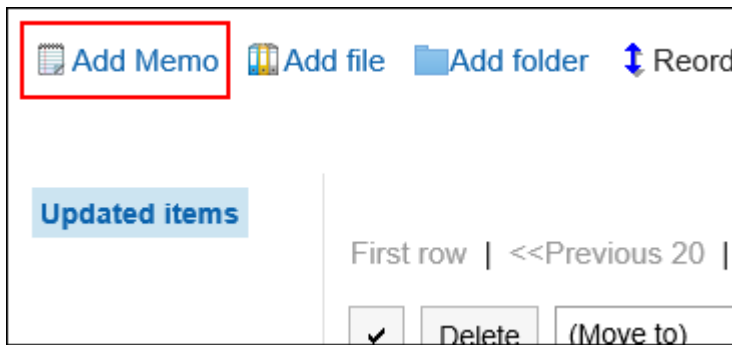 Add Memo Add file Add folder Reord
Updated items
First row | <<Previous 20 |
Delete (Move to)